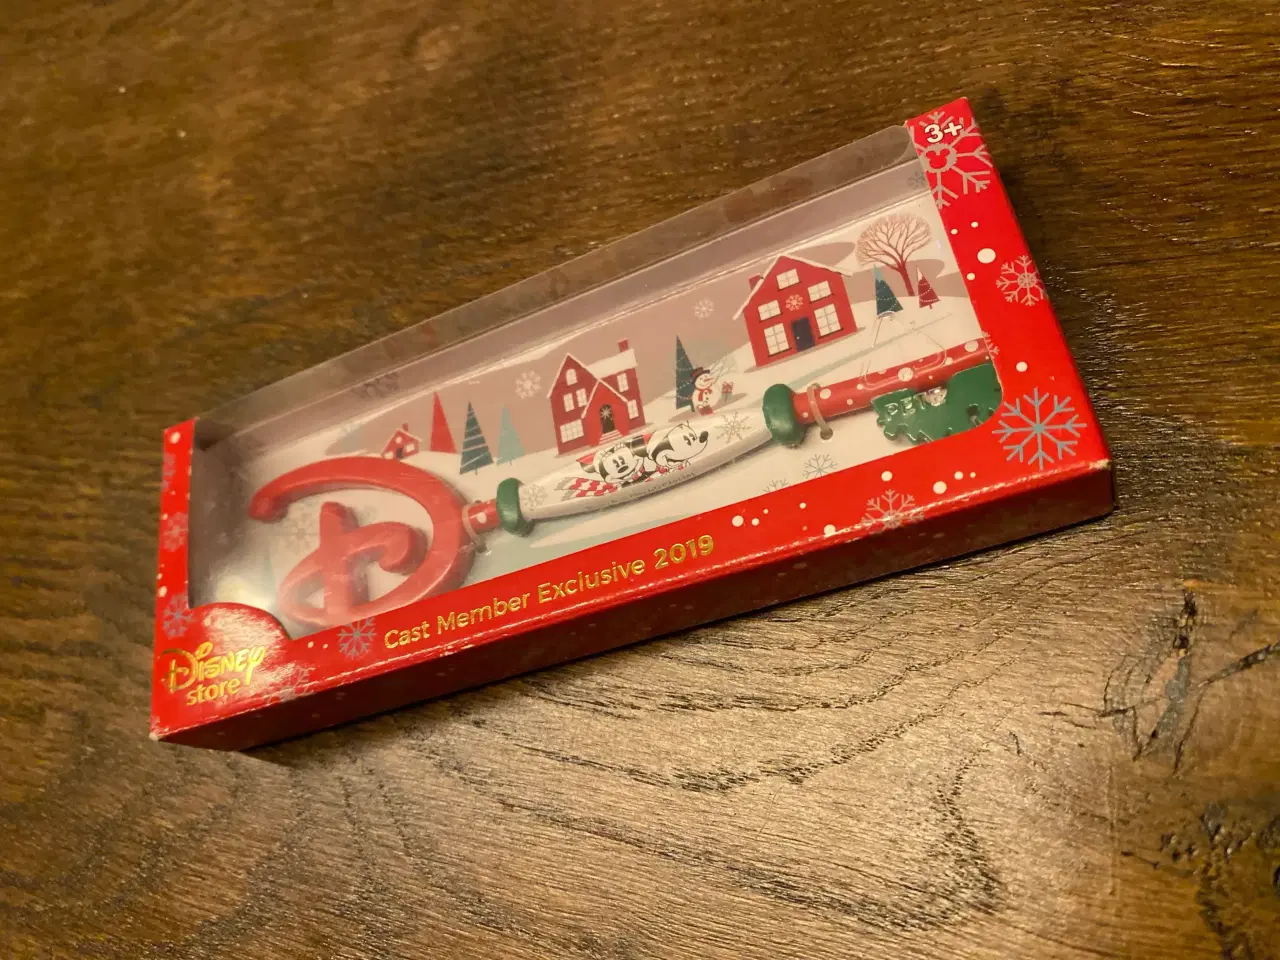 3+
Cast Member Exclusive 2019
Disney
store